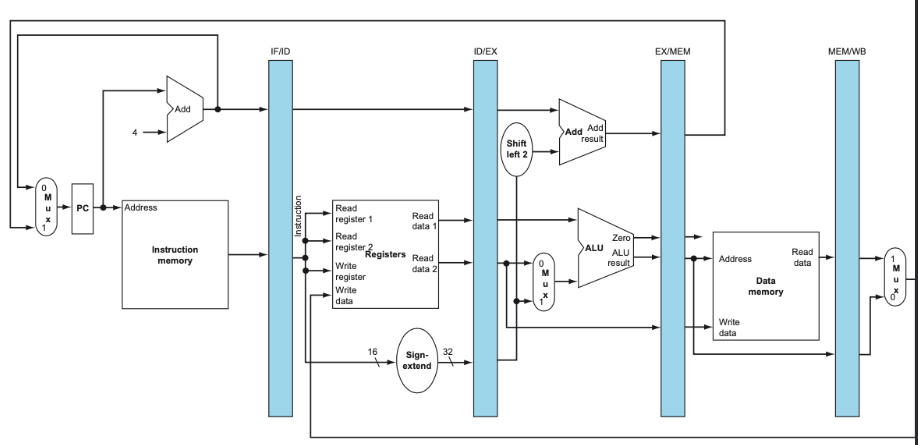 IF/ID
ID/EX
EX/MEM
MEM/WB
Add
4
Shift
left 2
Add
Add
result
0
M
u
x
1
PC
Address
Instruction
memory
Instruction
Read
register 1
Read
register 2
Write
register
Write
data
Registers
Read
data 1
Read
data 2
16
Sign-
extend
32
0
M
u
x
1
ALU
Zero
ALU
result
Address
Data
memory
Write
data
Read
data
1
M
u
x
0